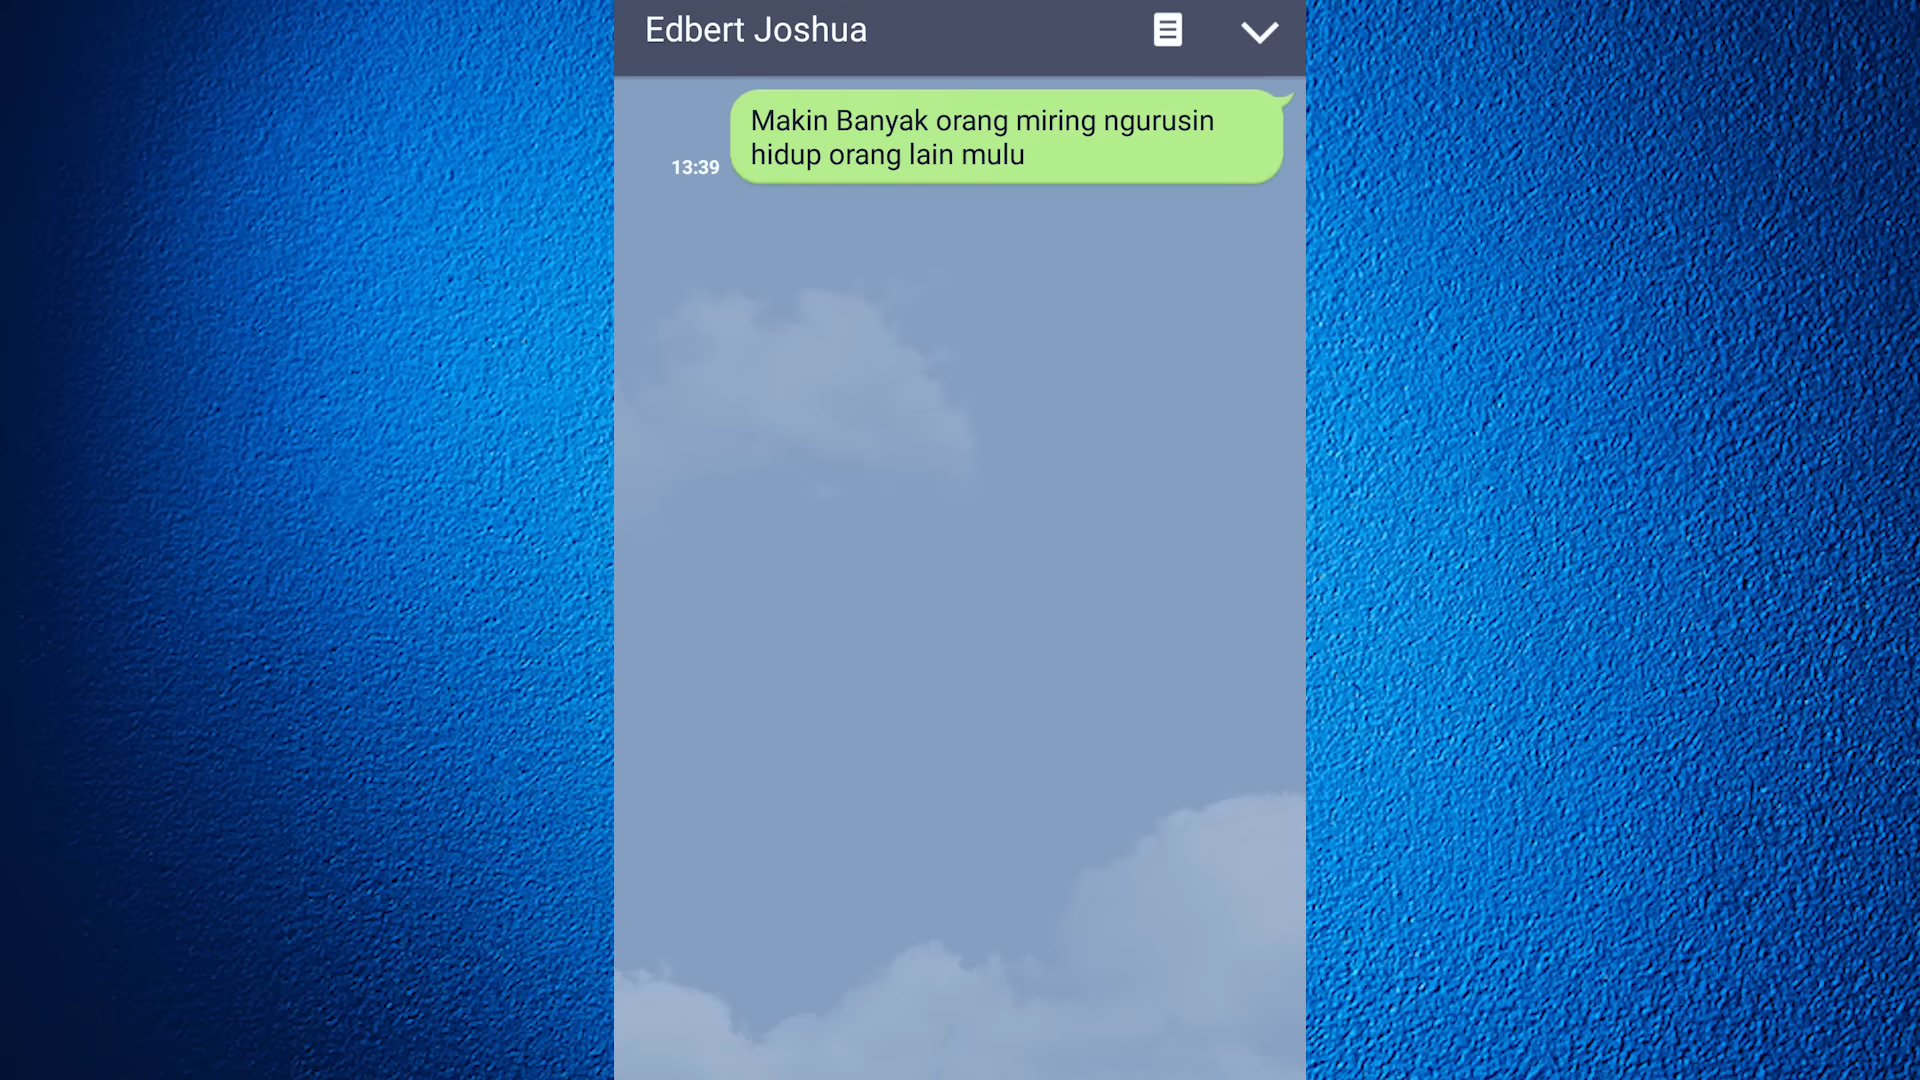 Edbert Joshua
Makin Banyak orang miring ngurusin
hidup orang lain mulu
13:39